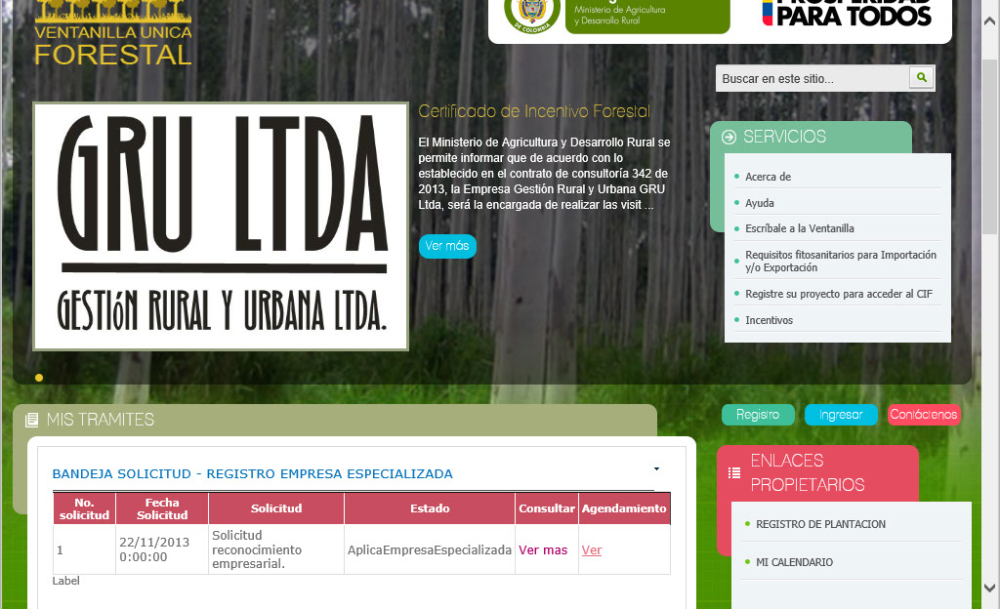 VENTANILLA UNICA
FORESTAL
DE COLOMBIA
Ministerio de Agricultura
y Desarrollo Rural
PROSPERIDAD
PARA TODOS
Buscar en este sitio...
GRU LTDA
GESTIÓN RURAL Y URBANA LTDA.
Certificado de Incentivo Forestal
El Ministerio de Agricultura y Desarrollo Rural se
permite informar que de acuerdo con lo
establecido en el contrato de consultoría 342 de
2013, la Empresa Gestión Rural y Urbana GRU
Ltda, será la encargada de realizar las visit ...
Ver más
SERVICIOS
Acerca de
Ayuda
Escríbale a la Ventanilla
Requisitos fitosanitarios para Importación
y/o Exportación
Registre su proyecto para acceder al CIF
Incentivos
MIS TRAMITES
Registro Ingresar Contáctenos
BANDEJA SOLICITUD - REGISTRO EMPRESA ESPECIALIZADA
No. solicitud Fecha Solicitud Solicitud Estado Consultar Agendamiento
1 22/11/2013 0:00:00 Solicitud reconocimiento empresarial. AplicaEmpresaEspecializada Ver mas Ver
Label
ENLACES
PROPIETARIOS
REGISTRO DE PLANTACION
MI CALENDARIO